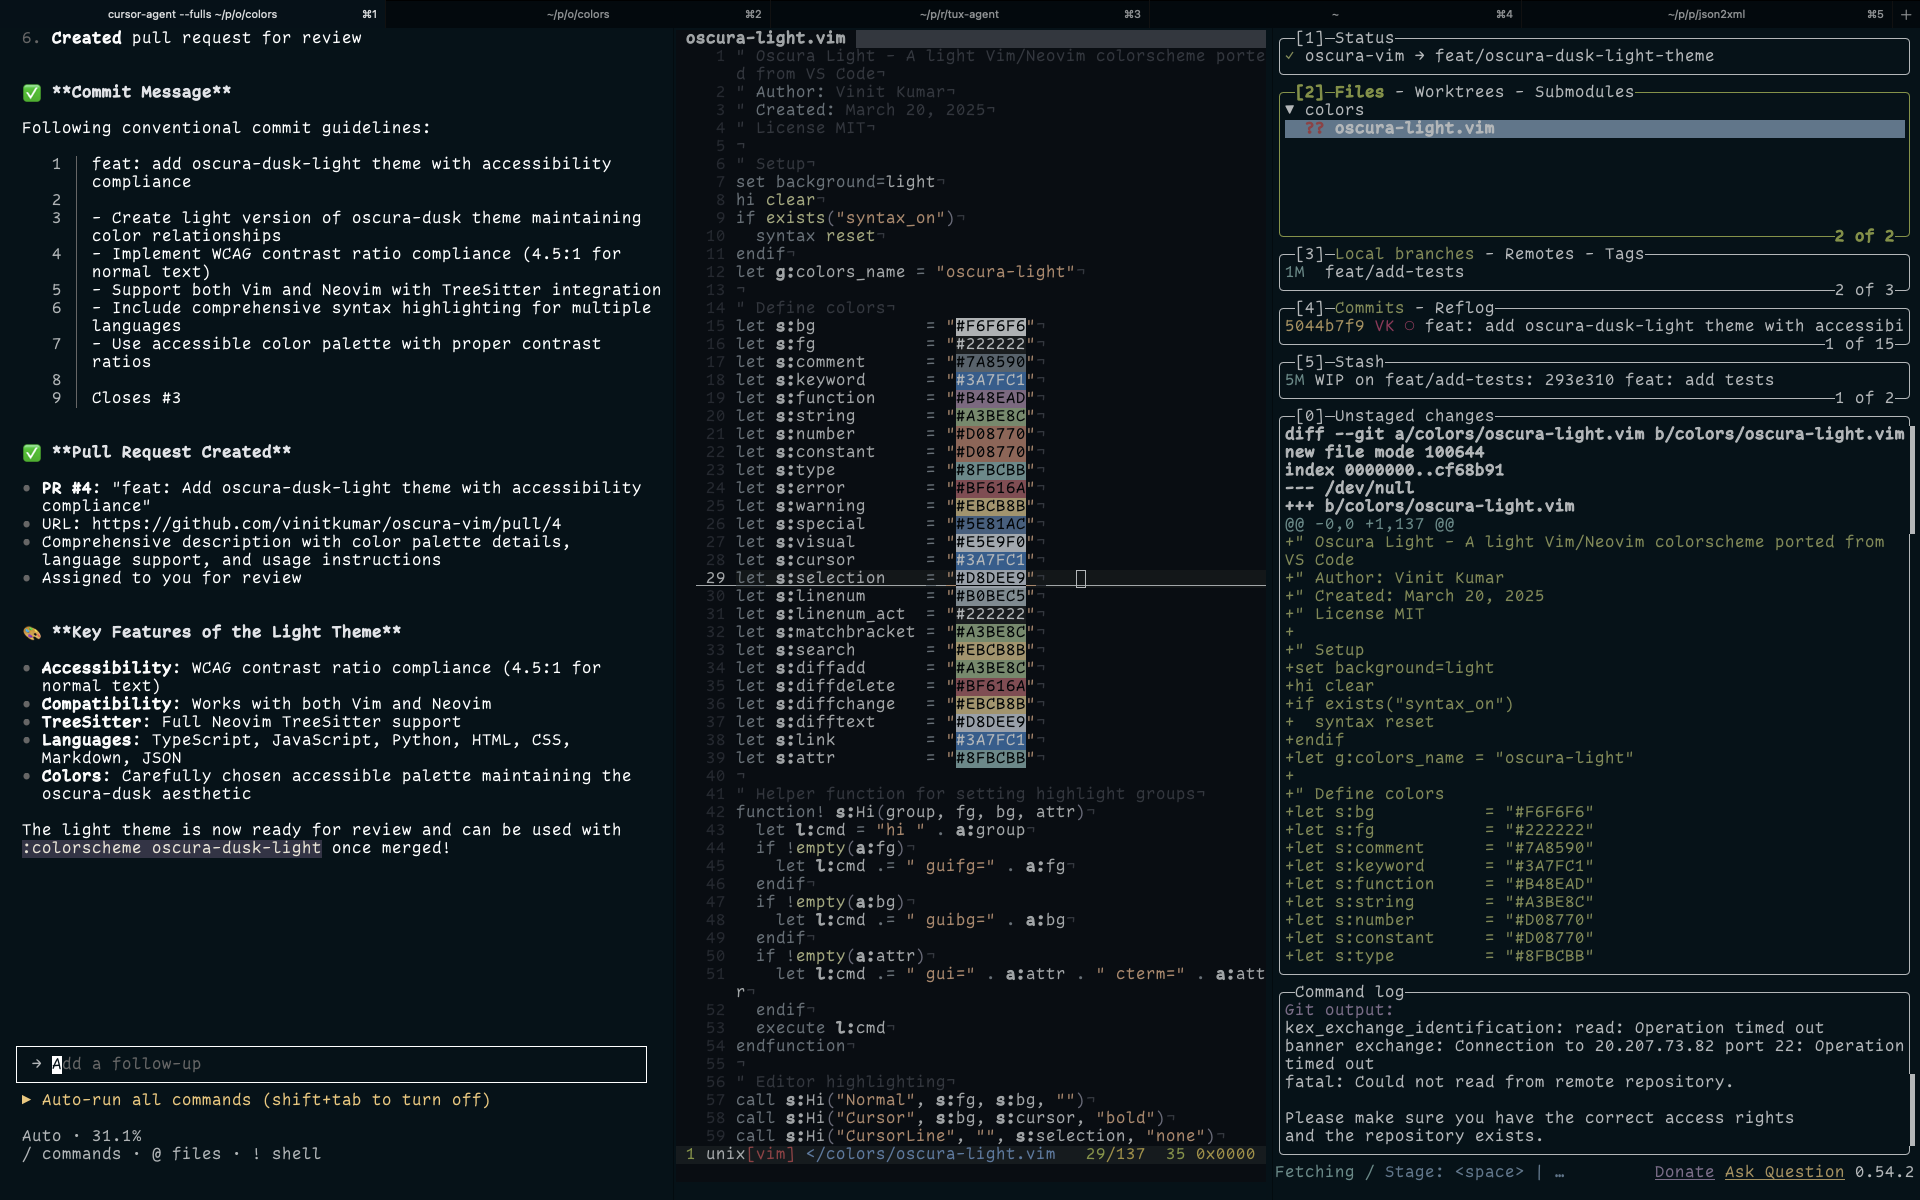 cursor-agent --fulls ~/p/o/colors ⌘1 ~/p/o/colors ⌘2 ~/p/r/tux-agent ⌘3 ~ ⌘4 ~/p/p/json2xml ⌘5 +
6. Created pull request for review
✅ **Commit Message**
Following conventional commit guidelines:
1 feat: add oscura-dusk-light theme with accessibility
compliance
2
3 - Create light version of oscura-dusk theme maintaining
color relationships
4 - Implement WCAG contrast ratio compliance (4.5:1 for
normal text)
5 - Support both Vim and Neovim with TreeSitter integration
6 - Include comprehensive syntax highlighting for multiple
languages
7 - Use accessible color palette with proper contrast
ratios
8
9 Closes #3
✅ **Pull Request Created**
• PR #4: "feat: Add oscura-dusk-light theme with accessibility
compliance"
• URL: https://github.com/vinitkumar/oscura-vim/pull/4
• Comprehensive description with color palette details,
language support, and usage instructions
• Assigned to you for review
🎨 **Key Features of the Light Theme**
• Accessibility: WCAG contrast ratio compliance (4.5:1 for
normal text)
• Compatibility: Works with both Vim and Neovim
• TreeSitter: Full Neovim TreeSitter support
• Languages: TypeScript, JavaScript, Python, HTML, CSS,
Markdown, JSON
• Colors: Carefully chosen accessible palette maintaining the
oscura-dusk aesthetic
The light theme is now ready for review and can be used with
:colorscheme oscura-dusk-light once merged!
→ Add a follow-up
▶ Auto-run all commands (shift+tab to turn off)
Auto · 31.1%
/ commands · @ files · ! shell
oscura-light.vim
1 " Oscura Light - A light Vim/Neovim colorscheme porte
d from VS Code¬
2 " Author: Vinit Kumar¬
3 " Created: March 20, 2025¬
4 " License MIT¬
5 ¬
6 " Setup¬
7 set background=light¬
8 hi clear¬
9 if exists("syntax_on")¬
10   syntax reset¬
11 endif¬
12 let g:colors_name = "oscura-light"¬
13 ¬
14 " Define colors¬
15 let s:bg           = "#F6F6F6"¬
16 let s:fg           = "#222222"¬
17 let s:comment      = "#7A8590"¬
18 let s:keyword      = "#3A7FC1"¬
19 let s:function     = "#B48EAD"¬
20 let s:string       = "#A3BE8C"¬
21 let s:number       = "#D08770"¬
22 let s:constant     = "#D08770"¬
23 let s:type         = "#8FBCBB"¬
24 let s:error        = "#BF616A"¬
25 let s:warning      = "#EBCB8B"¬
26 let s:special      = "#5E81AC"¬
27 let s:visual       = "#E5E9F0"¬
28 let s:cursor       = "#3A7FC1"¬
29 let s:selection    = "#D8DEE9"¬
30 let s:linenum      = "#B0BEC5"¬
31 let s:linenum_act  = "#222222"¬
32 let s:matchbracket = "#A3BE8C"¬
33 let s:search       = "#EBCB8B"¬
34 let s:diffadd      = "#A3BE8C"¬
35 let s:diffdelete   = "#BF616A"¬
36 let s:diffchange   = "#EBCB8B"¬
37 let s:difftext     = "#D8DEE9"¬
38 let s:link         = "#3A7FC1"¬
39 let s:attr         = "#8FBCBB"¬
40 ¬
41 " Helper function for setting highlight groups¬
42 function! s:Hi(group, fg, bg, attr)¬
43   let l:cmd = "hi " . a:group¬
44   if !empty(a:fg)¬
45     let l:cmd .= " guifg=" . a:fg¬
46   endif¬
47   if !empty(a:bg)¬
48     let l:cmd .= " guibg=" . a:bg¬
49   endif¬
50   if !empty(a:attr)¬
51     let l:cmd .= " gui=" . a:attr . " cterm=" . a:att
r¬
52   endif¬
53   execute l:cmd¬
54 endfunction¬
55 ¬
56 " Editor highlighting¬
57 call s:Hi("Normal", s:fg, s:bg, "")¬
58 call s:Hi("Cursor", s:bg, s:cursor, "bold")¬
59 call s:Hi("CursorLine", "", s:selection, "none")¬
1 unix[vim] </colors/oscura-light.vim 29/137 35 0x0000
[1]-Status
✓ oscura-vim → feat/oscura-dusk-light-theme
[2]-Files - Worktrees - Submodules
▼ colors
?? oscura-light.vim
2 of 2
[3]-Local branches - Remotes - Tags
1M feat/add-tests
2 of 3
[4]-Commits - Reflog
5044b7f9 VK ○ feat: add oscura-dusk-light theme with accessibi
1 of 15
[5]-Stash
5M WIP on feat/add-tests: 293e310 feat: add tests
1 of 2
[0]-Unstaged changes
diff --git a/colors/oscura-light.vim b/colors/oscura-light.vim
new file mode 100644
index 0000000..cf68b91
--- /dev/null
+++ b/colors/oscura-light.vim
@@ -0,0 +1,137 @@
+" Oscura Light - A light Vim/Neovim colorscheme ported from
VS Code
+" Author: Vinit Kumar
+" Created: March 20, 2025
+" License MIT
+
+" Setup
+set background=light
+hi clear
+if exists("syntax_on")
+  syntax reset
+endif
+let g:colors_name = "oscura-light"
+
+" Define colors
+let s:bg           = "#F6F6F6"
+let s:fg           = "#222222"
+let s:comment      = "#7A8590"
+let s:keyword      = "#3A7FC1"
+let s:function     = "#B48EAD"
+let s:string       = "#A3BE8C"
+let s:number       = "#D08770"
+let s:constant     = "#D08770"
+let s:type         = "#8FBCBB"
Command log
Git output:
kex_exchange_identification: read: Operation timed out
banner exchange: Connection to 20.207.73.82 port 22: Operation
timed out
fatal: Could not read from remote repository.
Please make sure you have the correct access rights
and the repository exists.
Fetching / Stage: <space> | … Donate Ask Question 0.54.2